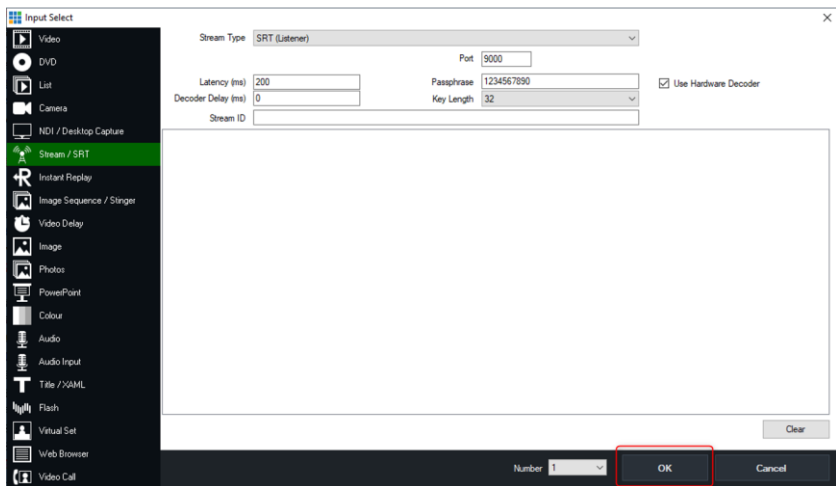 Input Select
Video
DVD
List
Camera
NDI / Desktop Capture
Stream / SRT
Instant Replay
Image Sequence / Stinger
Video Delay
Image
Photos
PowerPoint
Colour
Audio
Audio Input
Title / XAML
Flash
Virtual Set
Web Browser
Video Call
Stream Type SRT (Listener)
Port 9000
Latency (ms) 200 Passphrase 1234567890 Use Hardware Decoder
Decoder Delay (ms) 0 Key Length 32
Stream ID
Clear
Number 1 OK Cancel